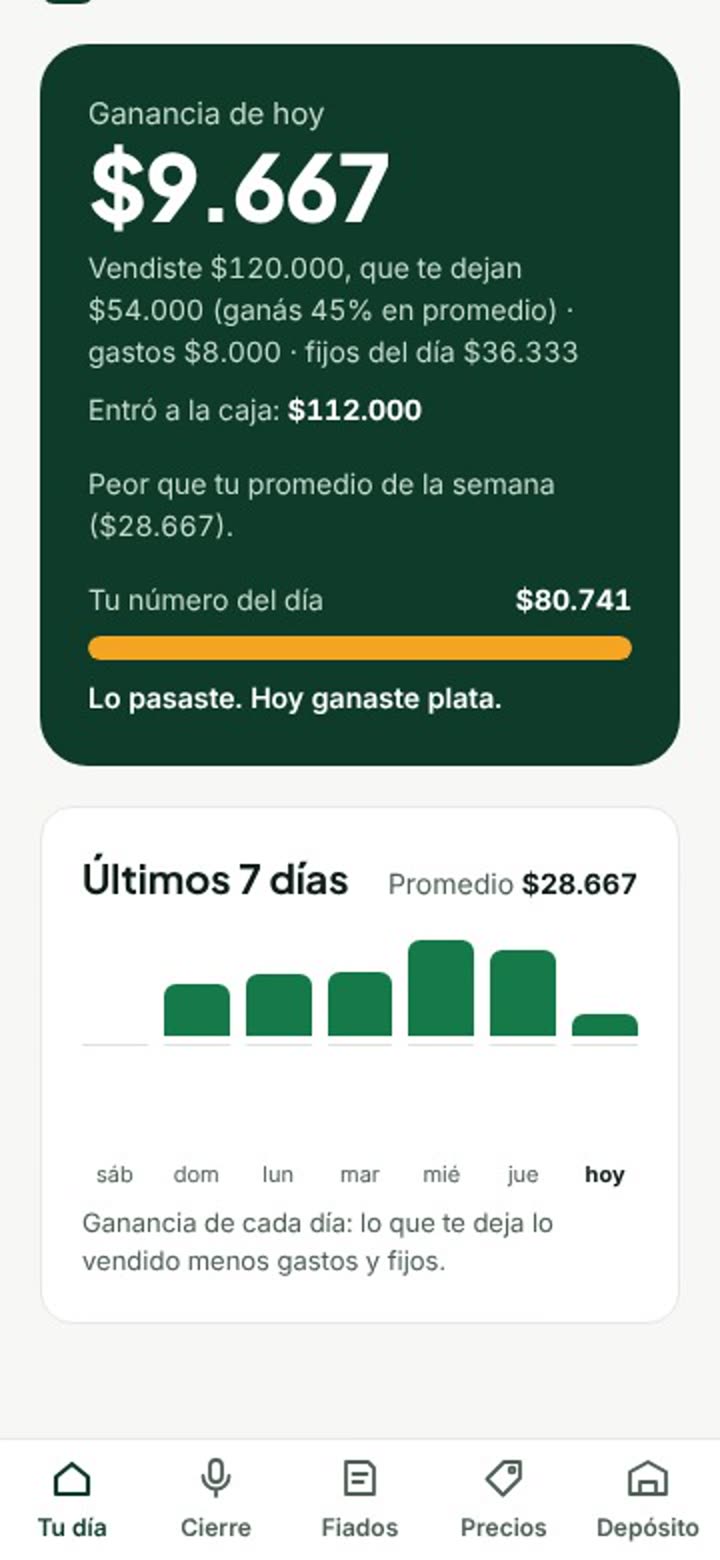 Ganancia de hoy
$9.667
Vendiste $120.000, que te dejan
$54.000 (ganás 45% en promedio) ·
gastos $8.000 · fijos del día $36.333
Entró a la caja: $112.000
Peor que tu promedio de la semana
($28.667).
Tu número del día $80.741
Lo pasaste. Hoy ganaste plata.
Últimos 7 días Promedio $28.667
sáb dom lun mar mié jue hoy
Ganancia de cada día: lo que te deja lo
vendido menos gastos y fijos.
Tu día Cierre Fiados Precios Depósito